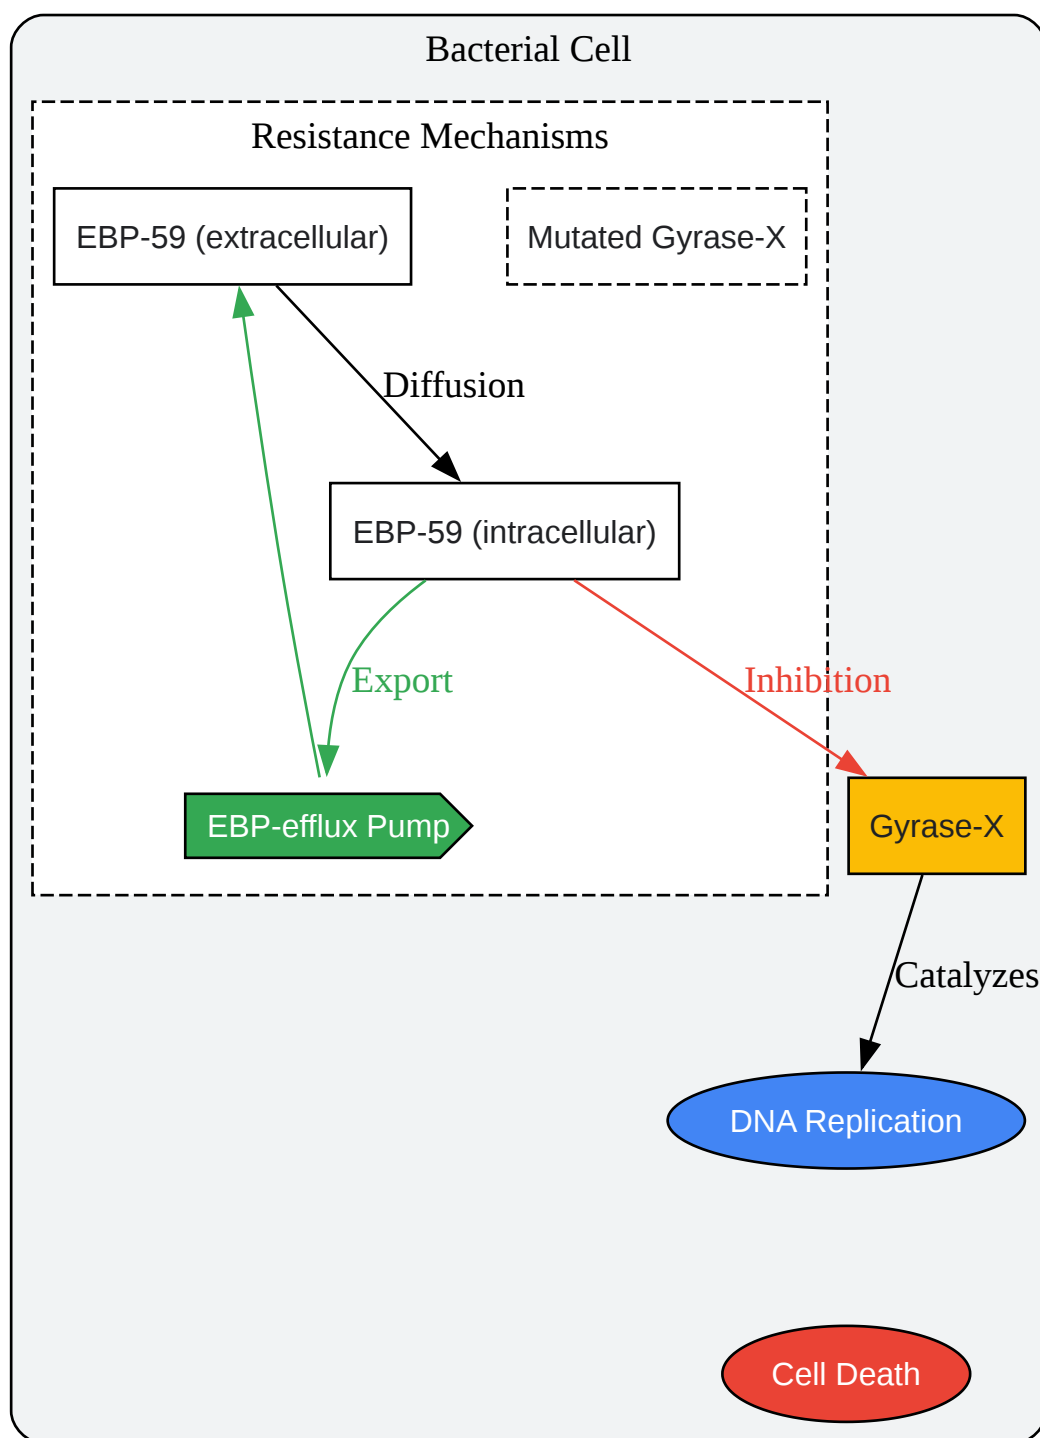 Bacterial Cell
Resistance Mechanisms
EBP-59 (extracellular)
Mutated Gyrase-X
Diffusion
EBP-59 (intracellular)
Export
Inhibition
EBP-efflux Pump
Gyrase-X
Catalyzes
DNA Replication
Cell Death